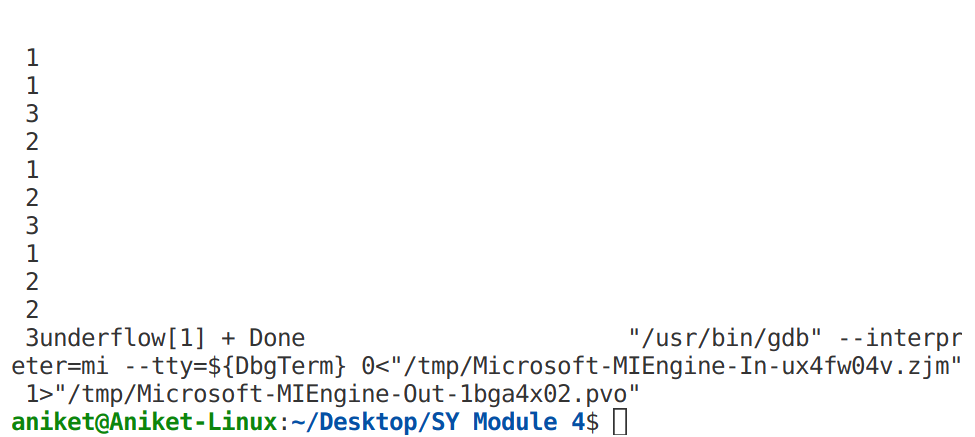 1
1
3
2
1
2
3
1
2
2
3underflow[1] + Done                       "/usr/bin/gdb" --interpr
eter=mi --tty=${DbgTerm} 0<"/tmp/Microsoft-MIEngine-In-ux4fw04v.zjm"
1>"/tmp/Microsoft-MIEngine-Out-1bga4x02.pvo"
aniket@Aniket-Linux:~/Desktop/SY Module 4$